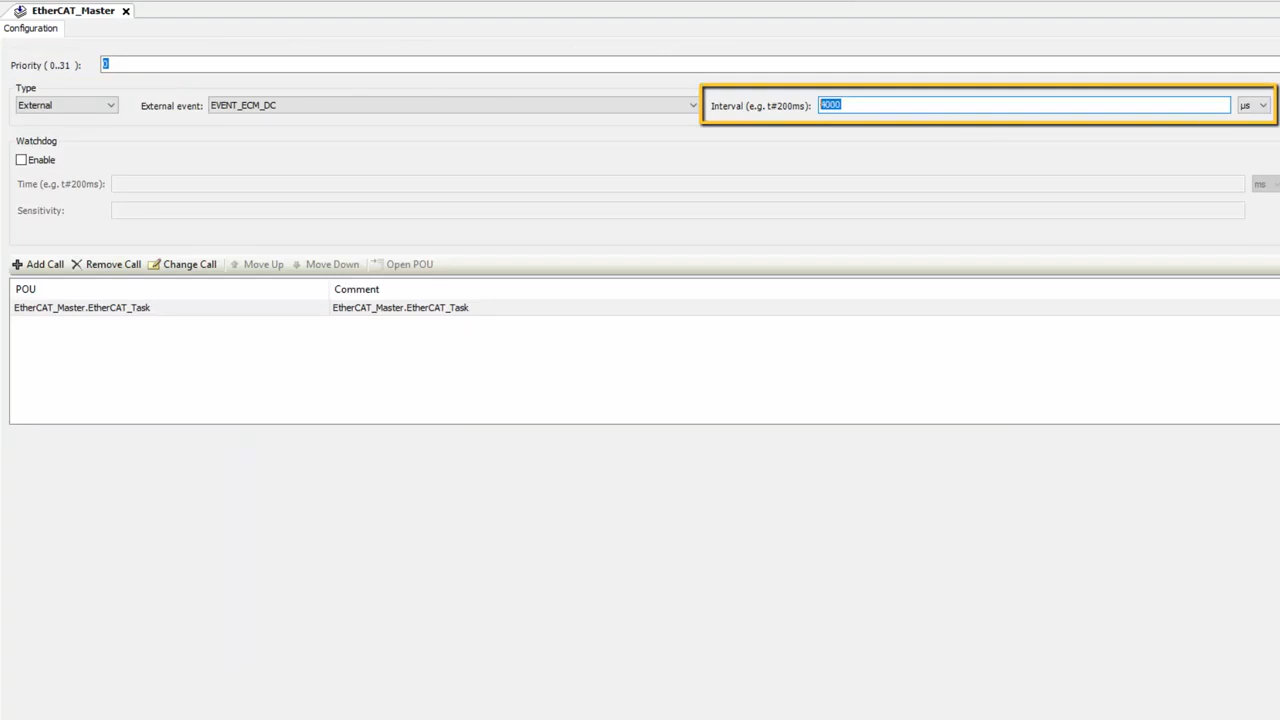 EtherCAT_Master
Configuration
Priority ( 0..31 ): 0
Type
External External event: EVENT_ECM_DC Interval (e.g. t#200ms): 4000 µs
Watchdog
Enable
Time (e.g. t#200ms): ms
Sensitivity:
Add Call Remove Call Change Call Move Up Move Down Open POU
POU Comment
EtherCAT_Master.EtherCAT_Task EtherCAT_Master.EtherCAT_Task